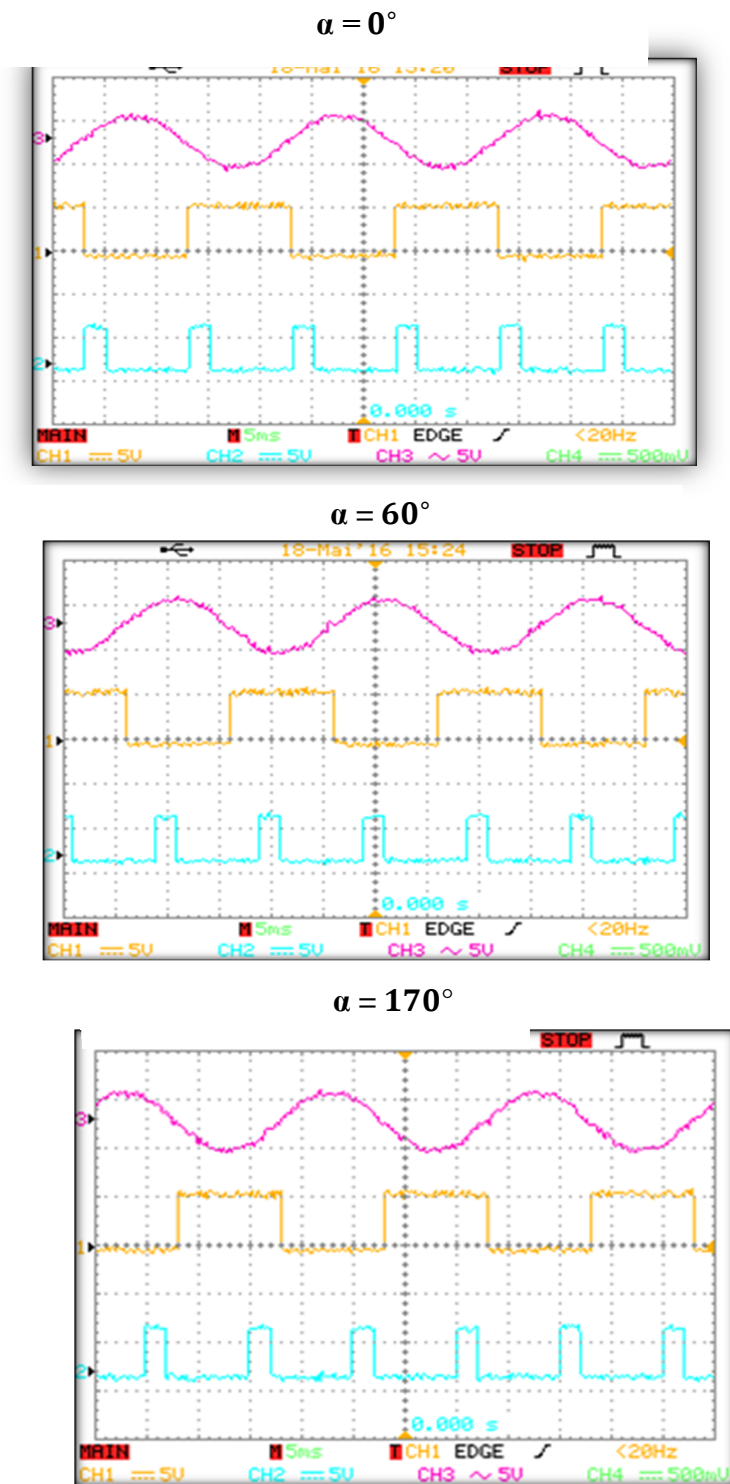 α = 0°
18-Mai'16 15:20 STOP
3
1
2
0.000 s
MAIN M 5ms T CH1 EDGE <20Hz
CH1 5V CH2 5V CH3 ~ 5V CH4 500mV
α = 60°
18-Mai'16 15:24 STOP
3
1
2
0.000 s
MAIN M 5ms T CH1 EDGE <20Hz
CH1 5V CH2 5V CH3 ~ 5V CH4 500mV
α = 170°
STOP
3
1
2
0.000 s
MAIN M 5ms T CH1 EDGE <20Hz
CH1 5V CH2 5V CH3 ~ 5V CH4 500mV